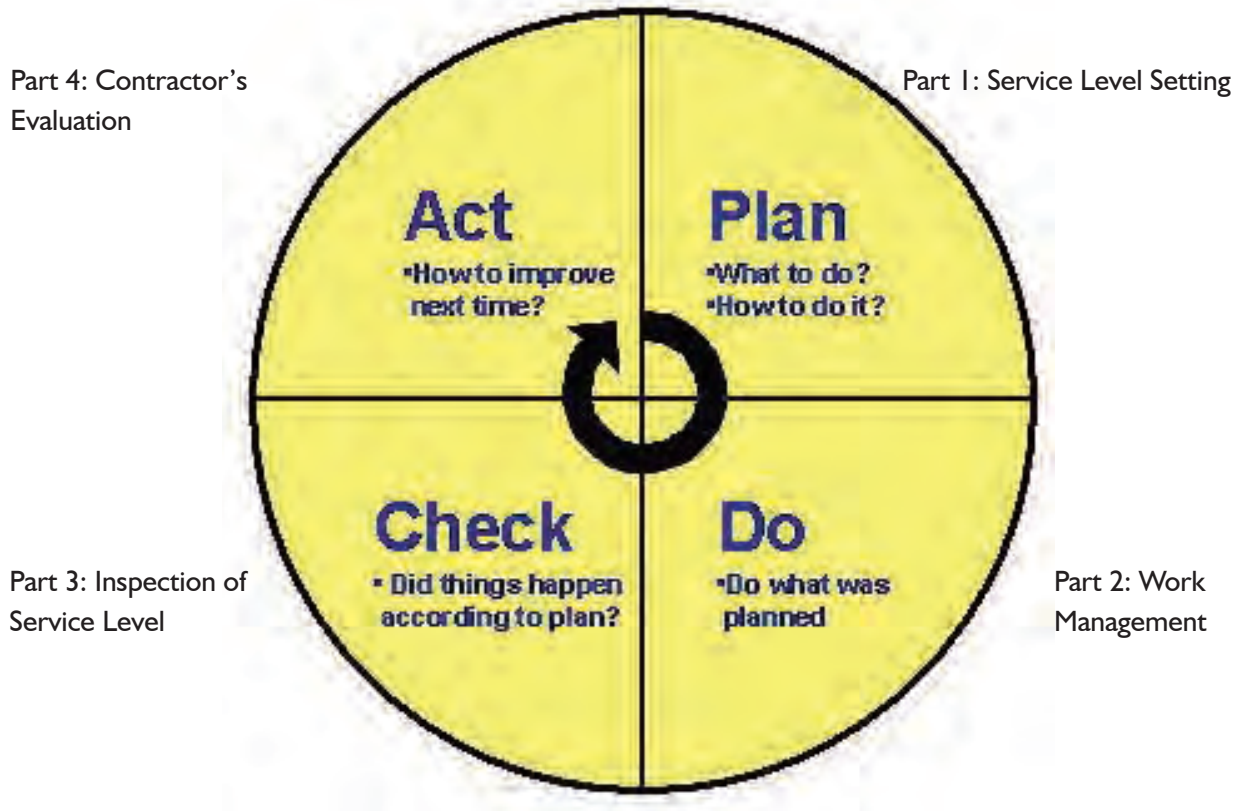 Part 4: Contractor’s
Evaluation
Part 1: Service Level Setting
Act
▪How to improve
next time?
Plan
▪What to do?
▪How to do it?
Check
▪ Did things happen
according to plan?
Do
▪Do what was
planned
Part 3: Inspection of
Service Level
Part 2: Work
Management